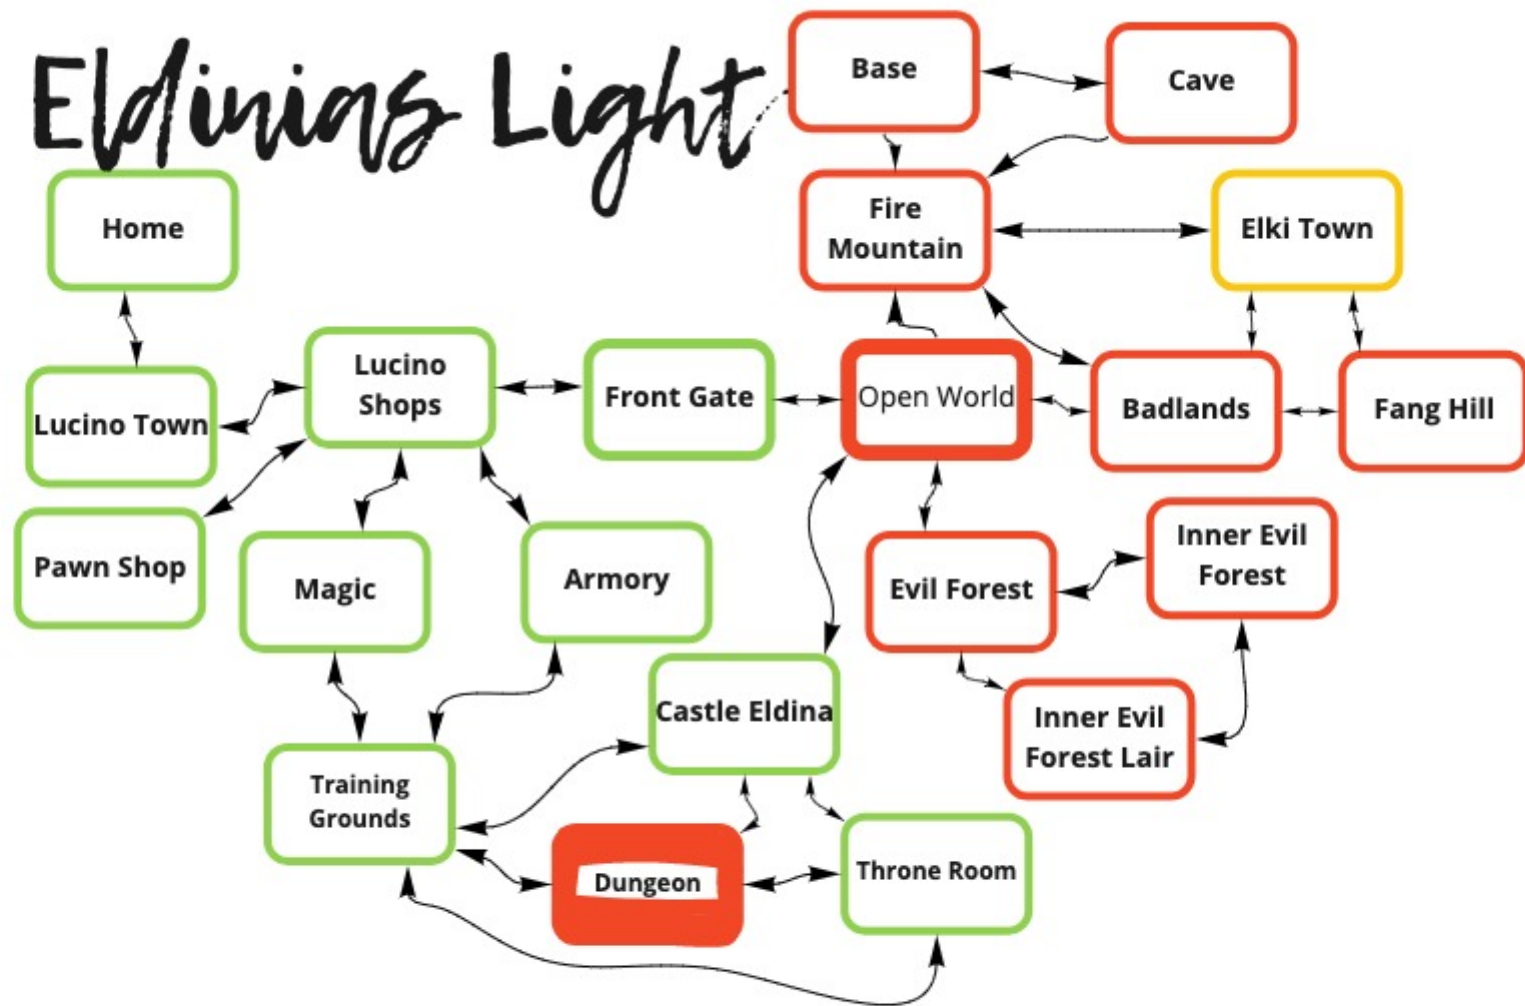 Eldinias Light
Base
Cave
Home
Fire
Mountain
Elki Town
Lucino Town
Lucino
Shops
Front Gate
Open World
Badlands
Fang Hill
Pawn Shop
Magic
Armory
Evil Forest
Inner Evil
Forest
Castle Eldina
Inner Evil
Forest Lair
Training
Grounds
Dungeon
Throne Room